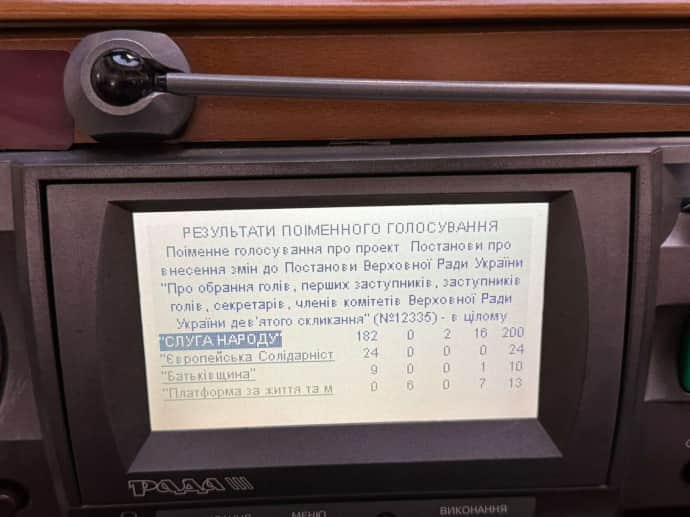 РЕЗУЛЬТАТИ ПОІМЕННОГО ГОЛОСУВАННЯ
Поіменне голосування про проект Постанови про
внесення змін до Постанови Верховної Ради України
"Про обрання голів, перших заступників, заступників
голів, секретарів, членів комітетів Верховної Ради
України дев'ятого скликання" (№12335) - в цілому
"СЛУГА НАРОДУ" 182 0 2 16 200
"Європейська Солідарніст 24 0 0 0 24
"Батьківщина" 9 0 0 1 10
"Платформа за життя та м 0 6 0 7 13
РАДА III
МЕНЮ ВИКОНАННЯ